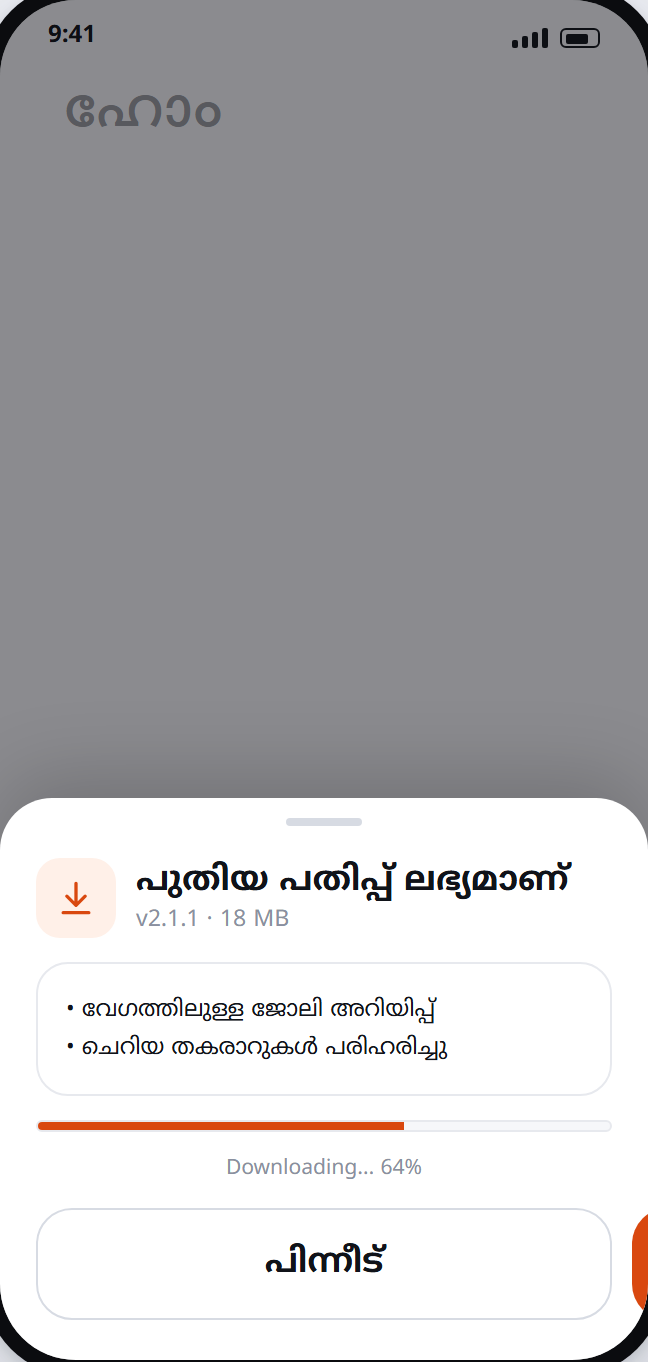 9:41
ഹോം
പുതിയ പതിപ്പ് ലഭ്യമാണ്
v2.1.1 · 18 MB
• വേഗത്തിലുള്ള ജോലി അറിയിപ്പ്
• ചെറിയ തകരാറുകൾ പരിഹരിച്ചു
Downloading... 64%
പിന്നീട്